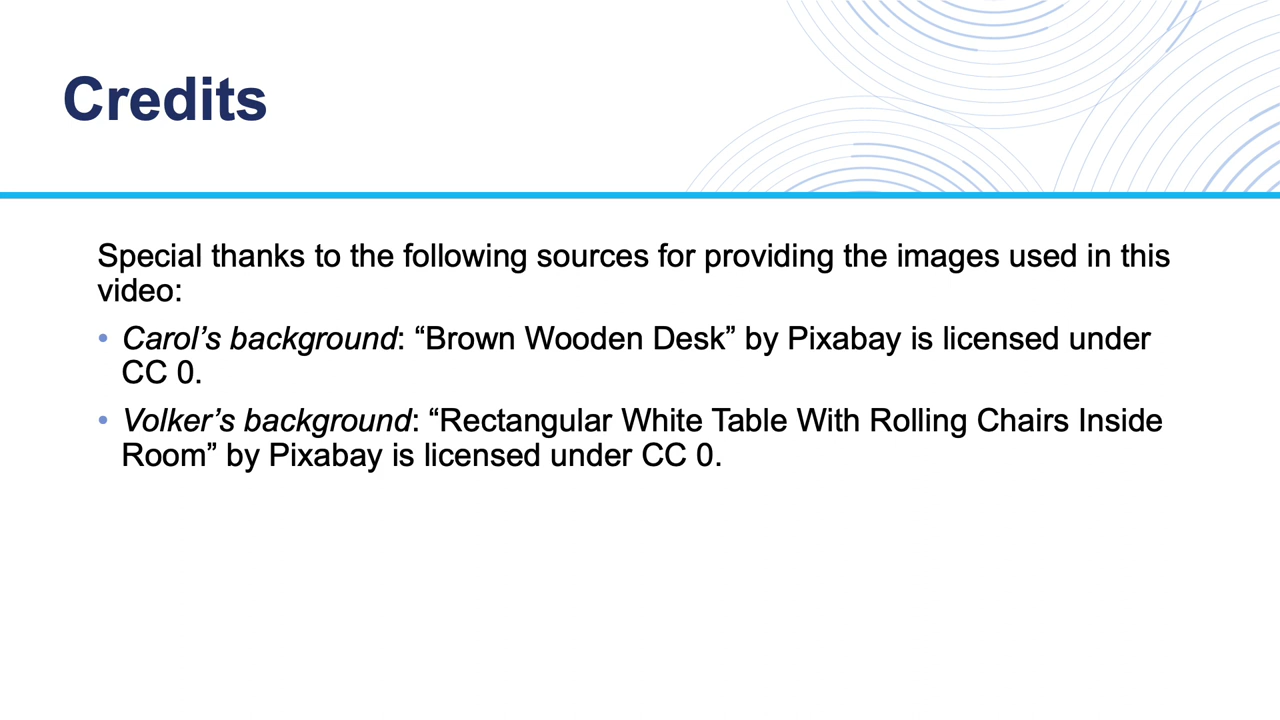 Credits
Special thanks to the following sources for providing the images used in this
video:
• Carol’s background: “Brown Wooden Desk” by Pixabay is licensed under
CC 0.
• Volker’s background: “Rectangular White Table With Rolling Chairs Inside
Room” by Pixabay is licensed under CC 0.